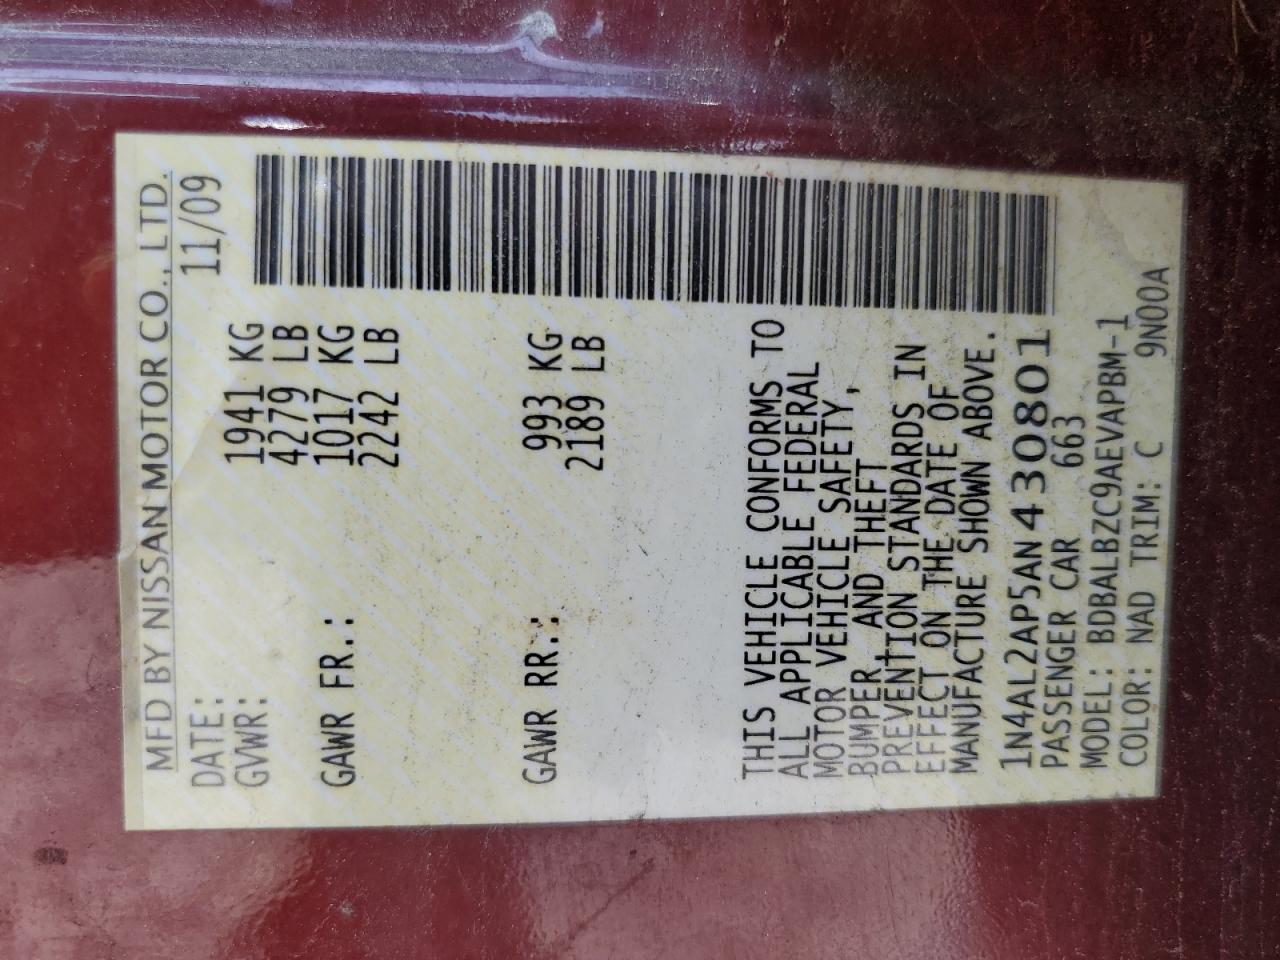 MFD BY NISSAN MOTOR CO., LTD.
DATE: 11/09
GVWR: 1941 KG
4279 LB
GAWR FR.: 1017 KG
2242 LB
GAWR RR.: 993 KG
2189 LB
THIS VEHICLE CONFORMS TO
ALL APPLICABLE FEDERAL
MOTOR VEHICLE SAFETY,
BUMPER AND THEFT
PREVENTION STANDARDS IN
EFFECT ON THE DATE OF
MANUFACTURE SHOWN ABOVE.
1N4AL2AP5AN430801
PASSENGER CAR 663
MODEL: BDBALBZC9AEVAPBM-1
COLOR: NAD TRIM: C 9N00A